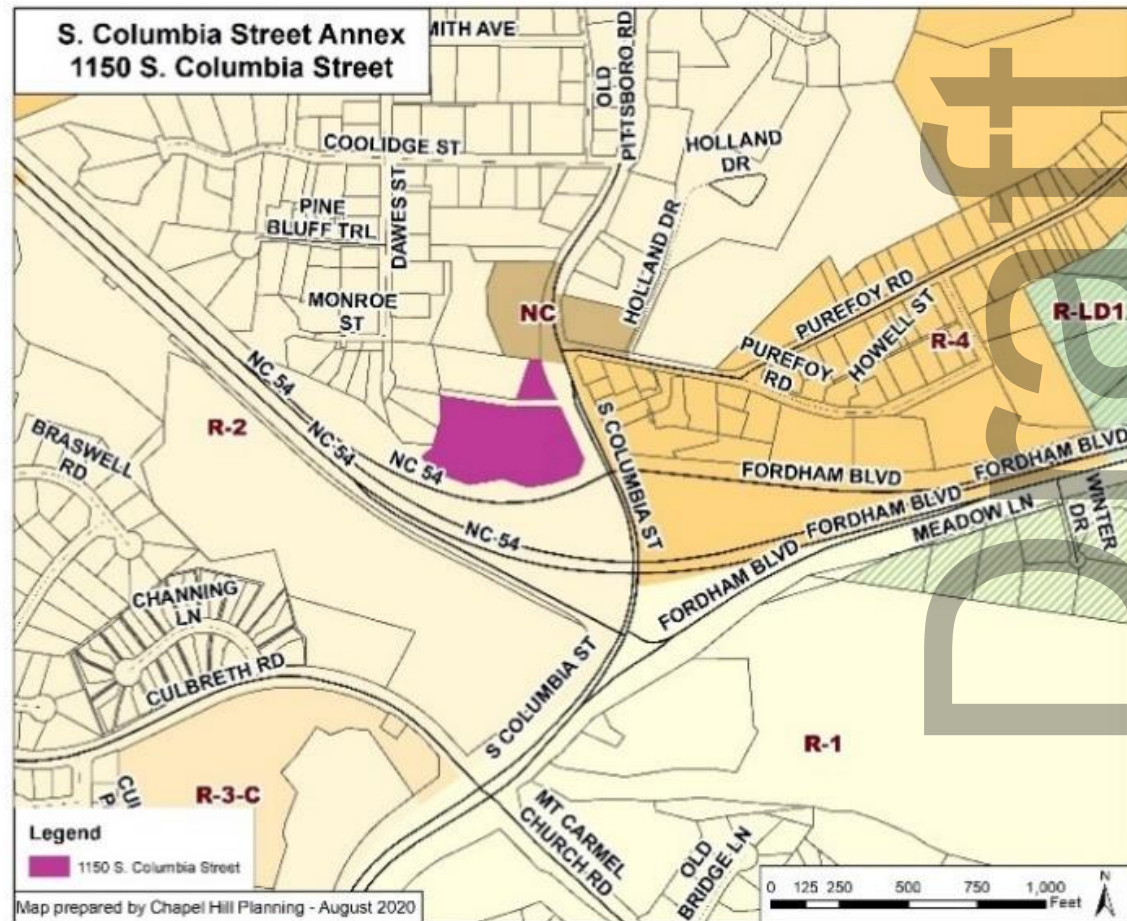 S. Columbia Street Annex
1150 S. Columbia Street
MITH AVE
OLD
PITTSBORO RD
COOLIDGE ST
HOLLAND
DR
PINE
BLUFF TRL
DAWES ST
HOLLAND DR
MONROE
ST
NC
PUREFOY RD
HOWELL ST
R-LD1
PUREFOY
RD
R-4
NC 54
R-2
NC 54
NC 54
NC 54
S COLUMBIA ST
BRASWELL
RD
FORDHAM BLVD
FORDHAM BLVD
NC 54
FORDHAM BLVD
MEADOW LN
WINTER
DR
FORDHAM BLVD
CHANNING
LN
CULBRETH RD
S COLUMBIA ST
R-1
R-3-C
CUL
P
MT CARMEL
CHURCH RD
OLD
BRIDGE LN
Legend
1150 S. Columbia Street
0 125 250 500 750 1,000
Feet
N
Map prepared by Chapel Hill Planning - August 2020
Draft